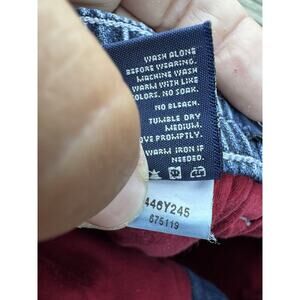 WASH ALONE
BEFORE WEARING.
MACHINE WASH
WARM WITH LIKE
COLORS. NO SOAK.
NO BLEACH.
TUMBLE DRY
MEDIUM.
OVE PROMPTLY.
WARM IRON IF
NEEDED.
446Y245
675119